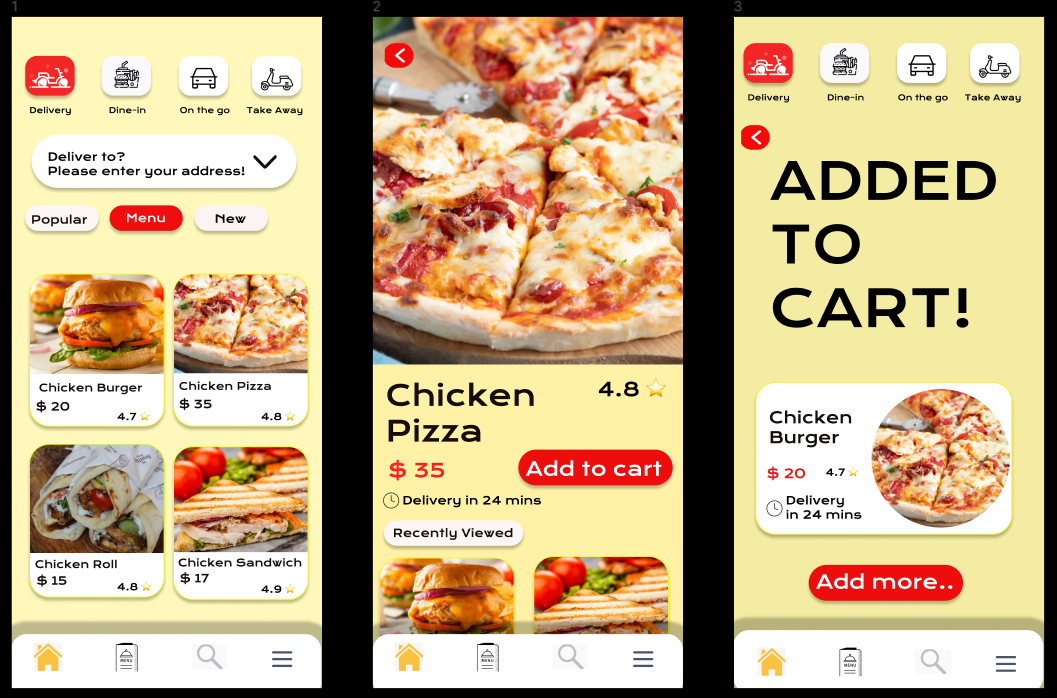 1
Delivery
Dine-in
On the go
Take Away
Deliver to?
Please enter your address!
Popular
Menu
New
Chicken Burger
$ 20
4.7
Chicken Pizza
$ 35
4.8
Chicken Roll
$ 15
4.8
Chicken Sandwich
$ 17
4.9
MENU
2
Chicken
Pizza
4.8
$ 35
Add to cart
Delivery in 24 mins
Recently Viewed
MENU
3
Delivery
Dine-in
On the go
Take Away
ADDED
TO
CART!
Chicken
Burger
$ 20
4.7
Delivery
in 24 mins
Add more..
MENU